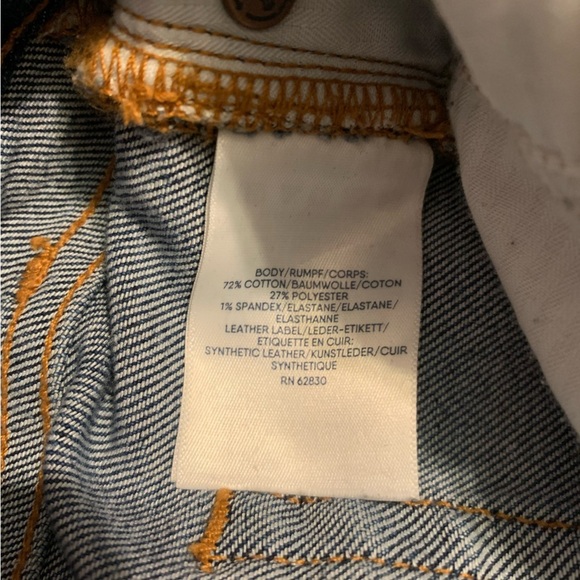 BODY/RUMPF/CORPS:
72% COTTON/BAUMWOLLE/COTON
27% POLYESTER
1% SPANDEX/ELASTANE/ELASTANE/
ELASTHANNE
LEATHER LABEL/LEDER-ETIKETT/
ETIQUETTE EN CUIR:
SYNTHETIC LEATHER/KUNSTLEDER/CUIR
SYNTHETIQUE
RN 62830